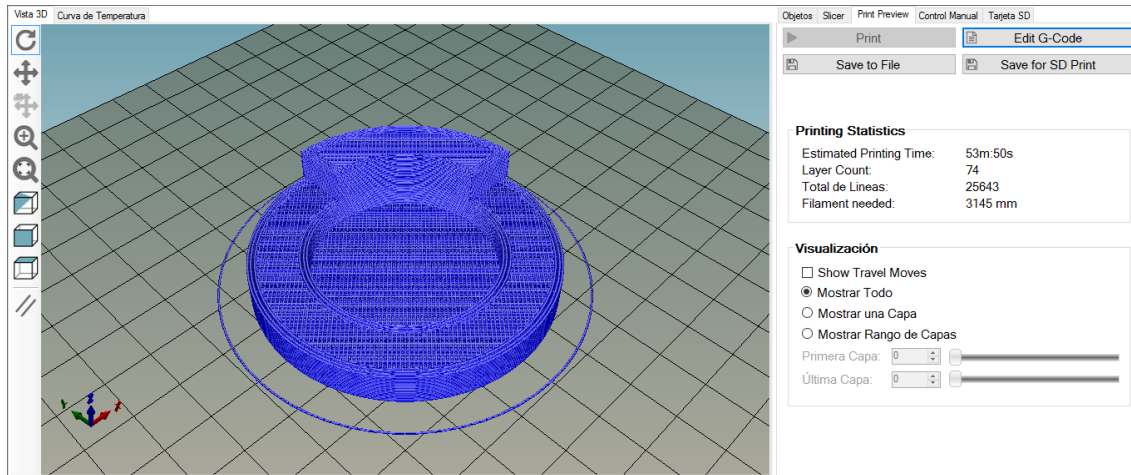 Vista 3D Curva de Temperatura
Objetos Slicer Print Preview Control Manual Tarjeta SD
Print Edit G-Code
Save to File Save for SD Print
Printing Statistics
Estimated Printing Time: 53m:50s
Layer Count: 74
Total de Lineas: 25643
Filament needed: 3145 mm
Visualización
Show Travel Moves
Mostrar Todo
Mostrar una Capa
Mostrar Rango de Capas
Primera Capa: 0
Última Capa: 0